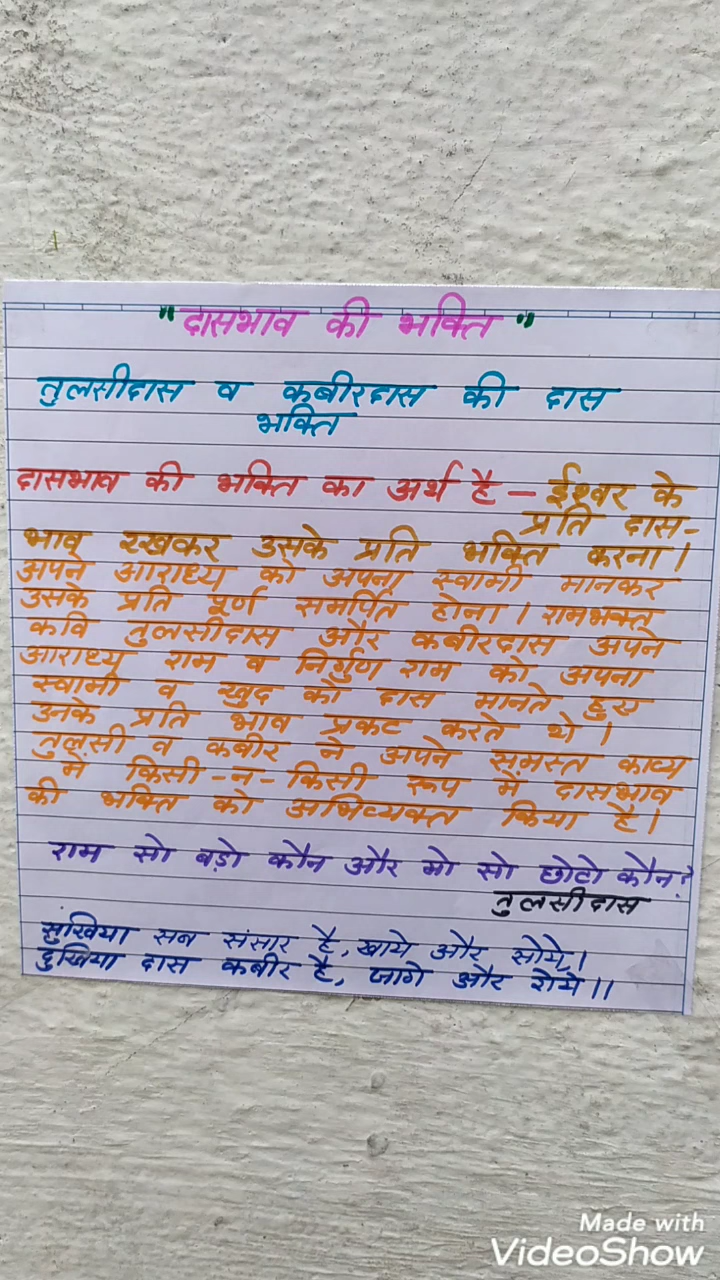 "दासभाव की भक्ति"
तुलसीदास व कबीरदास की दास
भक्ति
दासभाव की भक्ति का अर्थ है – ईश्वर के
प्रति दास-
भाव रखकर उसके प्रति भक्ति करना।
अपने आराध्य को अपना स्वामी मानकर
उसके प्रति पूर्ण समर्पित होना। रामभक्त
कवि तुलसीदास और कबीरदास अपने
आराध्य राम व निर्गुण राम को अपना
स्वामी व खुद को दास मानते हुए
उनके प्रति भाव प्रकट करते थे।
तुलसी व कबीर ने अपने समस्त काव्य
में किसी-न-किसी रूप में दासभाव
की भक्ति को अभिव्यक्त किया है।
राम सो बड़ो कौन और मो सो छोटो कौन?
तुलसीदास
सुखिया सब संसार है, खाये और सोये।
दुखिया दास कबीर है, जागे और रोये॥
Made with
VideoShow